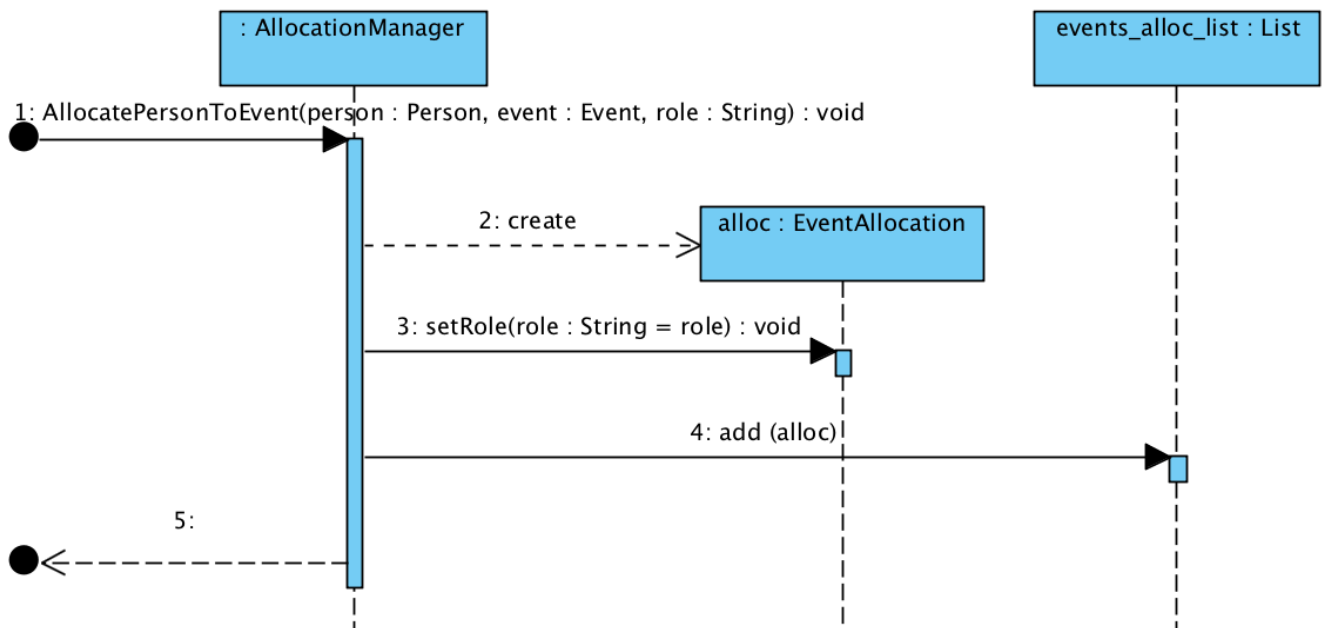 : AllocationManager
events_alloc_list : List
1: AllocatePersonToEvent(person : Person, event : Event, role : String) : void
2: create
alloc : EventAllocation
3: setRole(role : String = role) : void
4: add (alloc)
5: